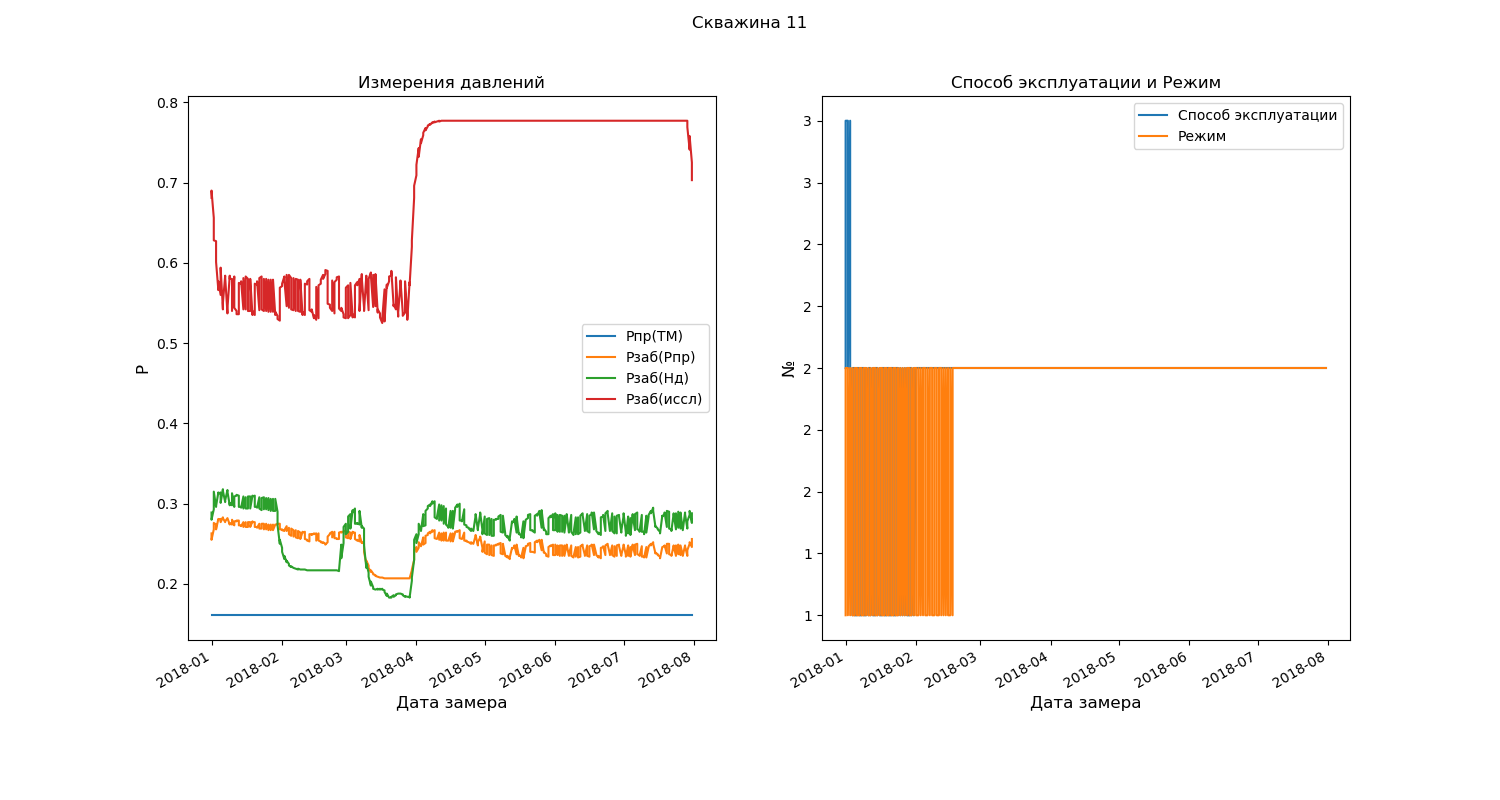 Скважина 11
Измерения давлений
0.8
0.7
0.6
0.5
0.4
0.3
0.2
P
Pпр(ТМ)
Pзаб(Pпр)
Pзаб(Нд)
Pзаб(иссл)
2018-01
2018-02
2018-03
2018-04
2018-05
2018-06
2018-07
2018-08
Дата замера
Способ эксплуатации и Режим
3
3
2
2
2
2
2
1
1
№
Способ эксплуатации
Режим
2018-01
2018-02
2018-03
2018-04
2018-05
2018-06
2018-07
2018-08
Дата замера